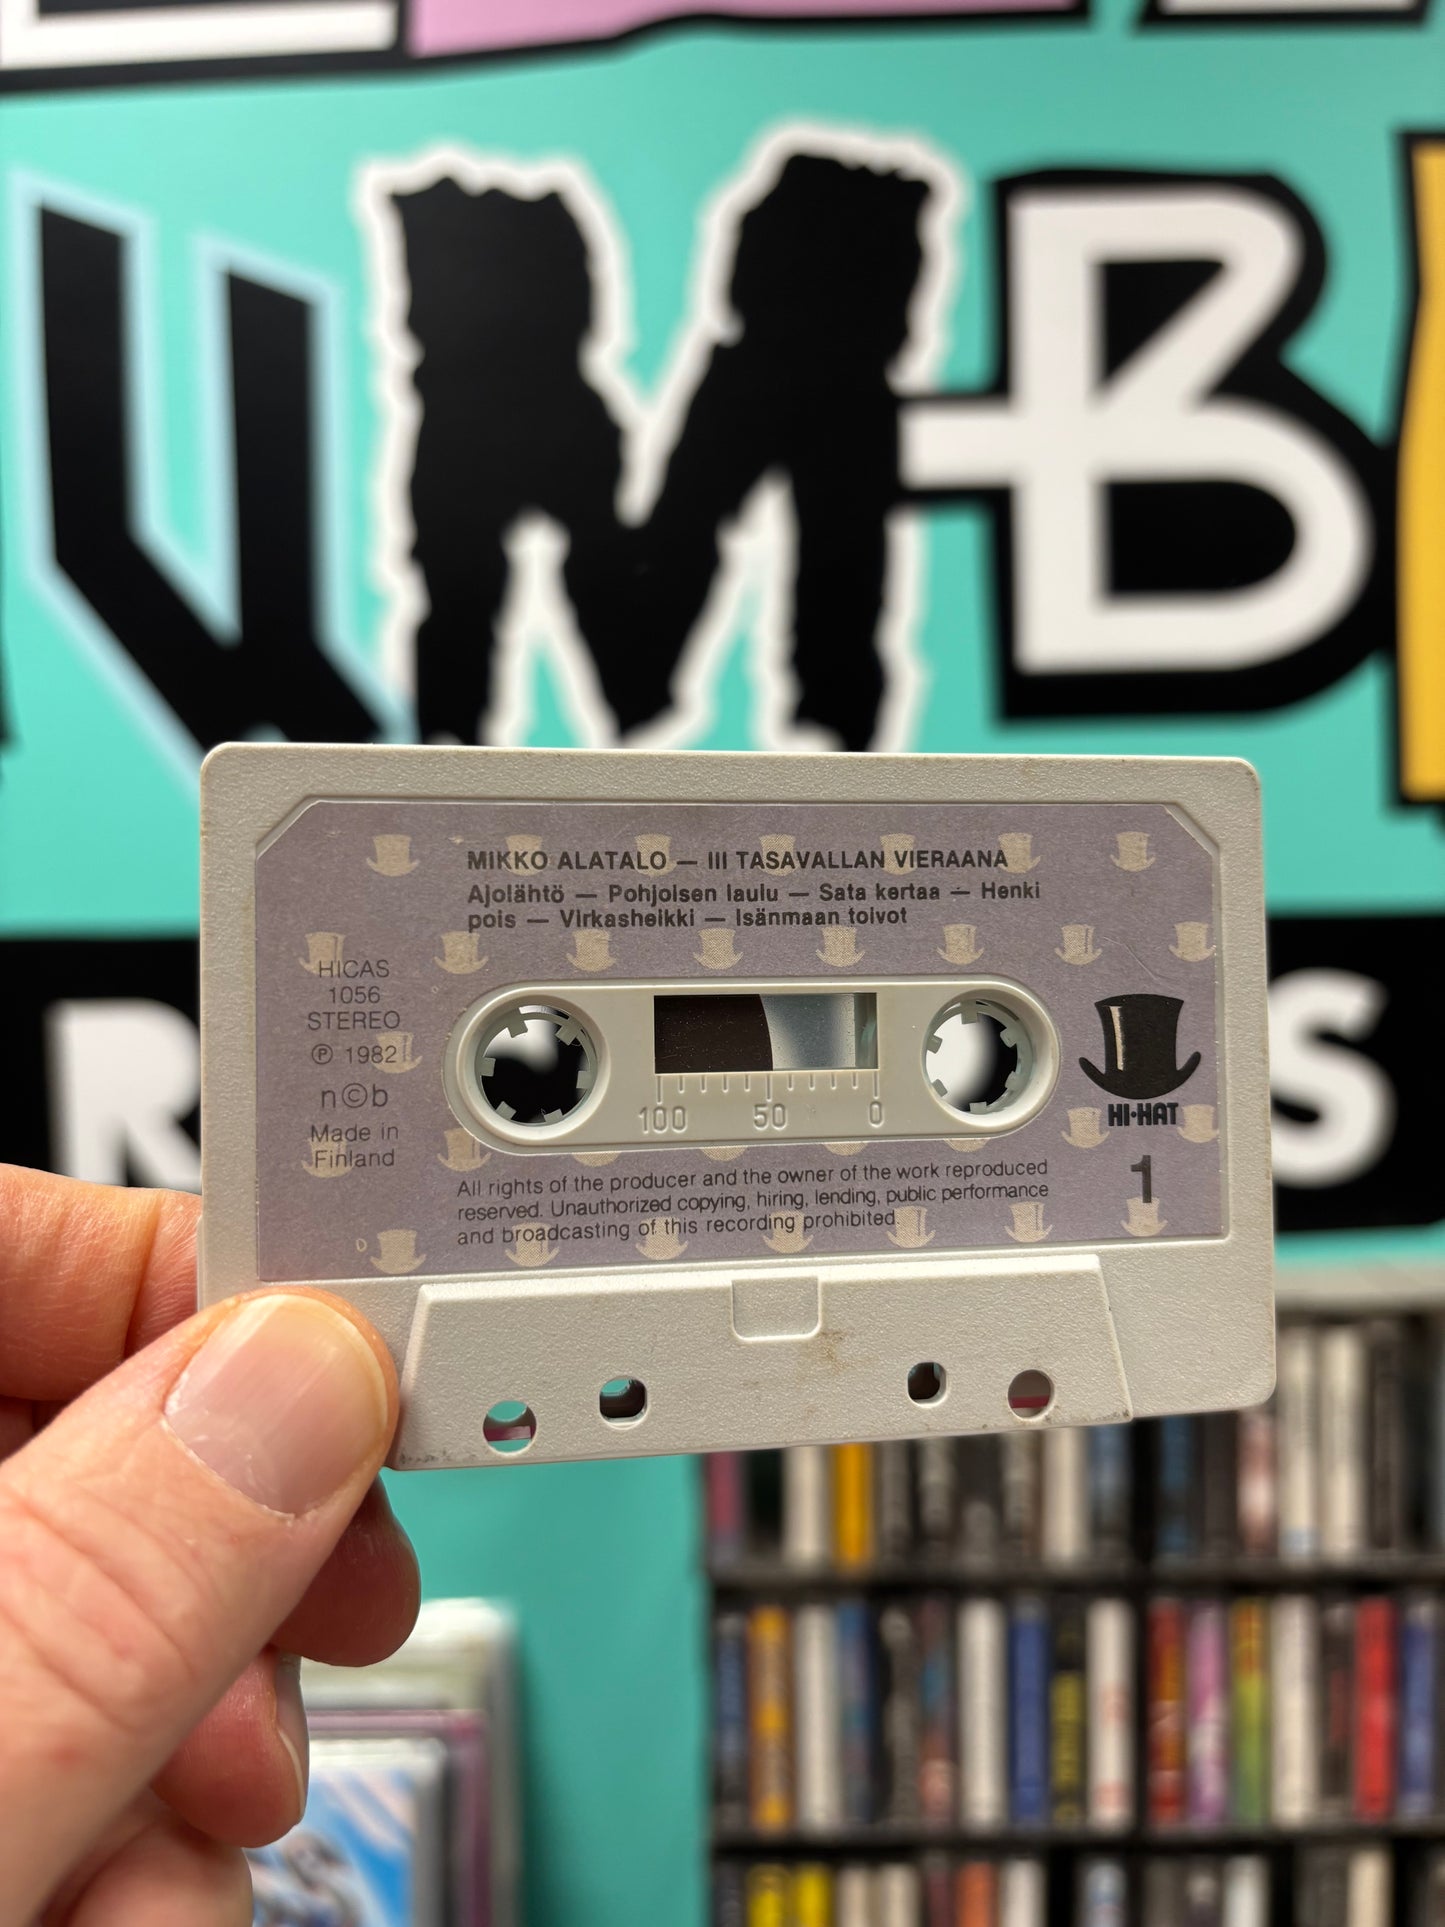 UMB
R
S
MIKKO ALATALO — III TASAVALLAN VIERAANA
Ajolähtö — Pohjoisen laulu — Sata kertaa — Henki
pois — Virkasheikki — Isänmaan toivot
HICAS
1056
STEREO
℗ 1982
n©b
Made in
Finland
100 50 0
HI·HAT
1
All rights of the producer and the owner of the work reproduced
reserved. Unauthorized copying, hiring, lending, public performance
and broadcasting of this recording prohibited